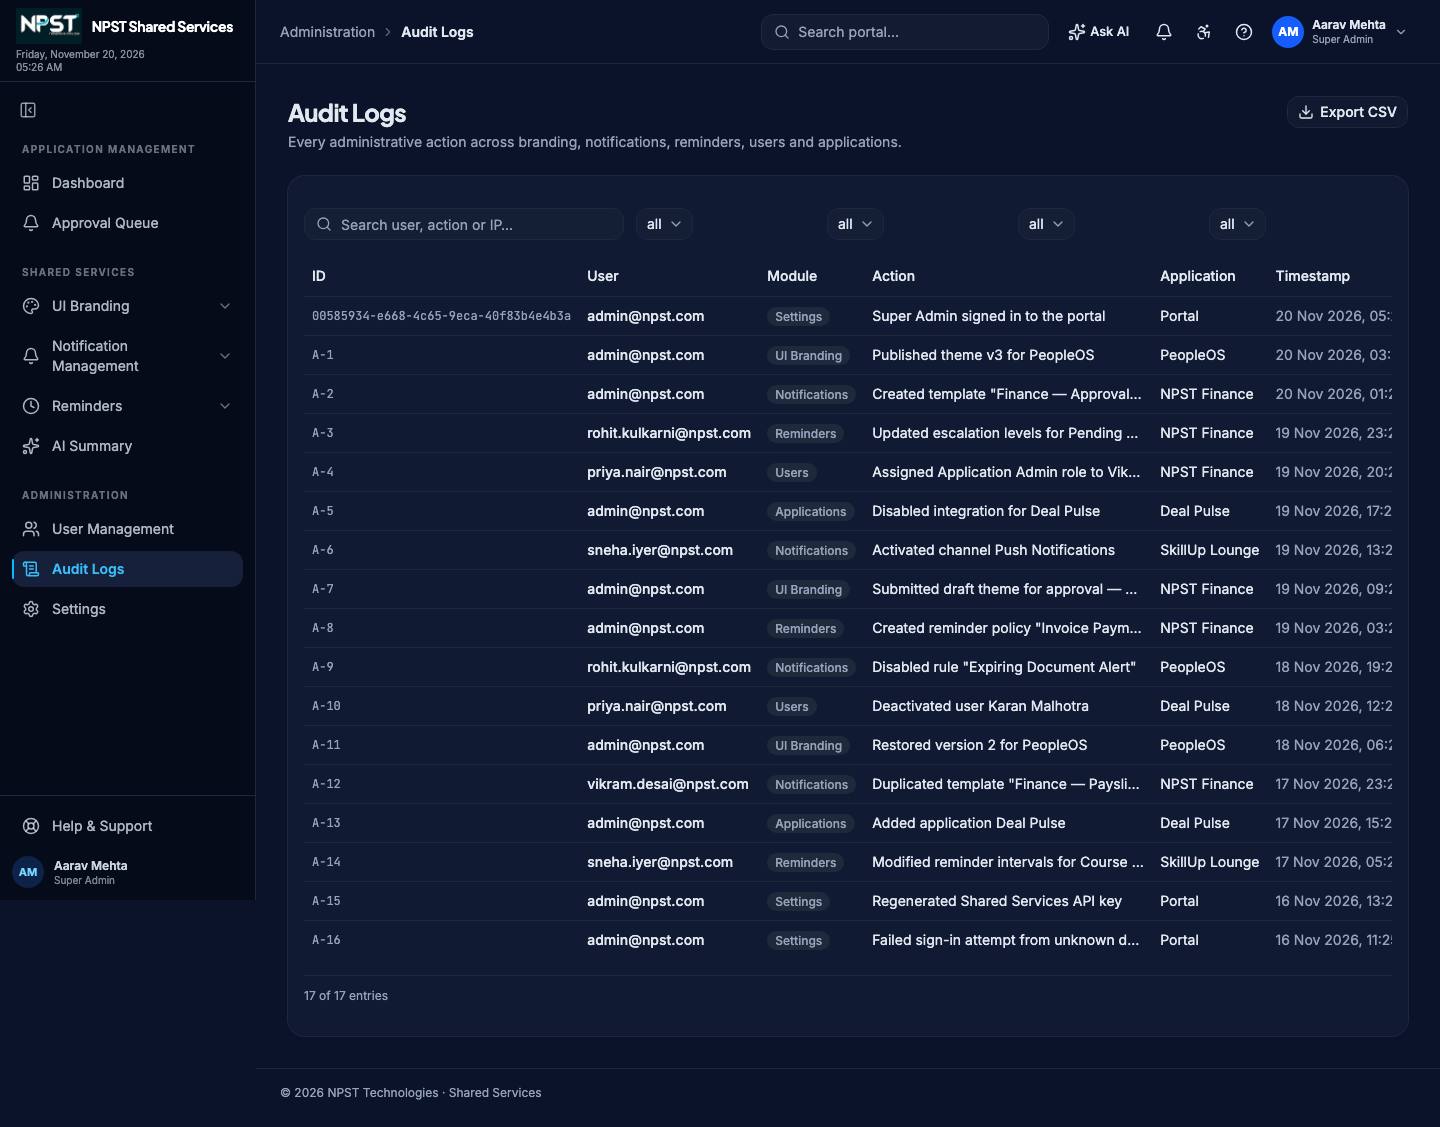 NPST NPST Shared Services
Friday, November 20, 2026
05:26 AM
Administration > Audit Logs
Search portal...
Ask AI
AM
Aarav Mehta
Super Admin
APPLICATION MANAGEMENT
Dashboard
Approval Queue
SHARED SERVICES
UI Branding
Notification
Management
Reminders
AI Summary
ADMINISTRATION
User Management
Audit Logs
Settings
Help & Support
AM
Aarav Mehta
Super Admin
Audit Logs
Export CSV
Every administrative action across branding, notifications, reminders, users and applications.
Search user, action or IP... all all all all
ID User Module Action Application Timestamp
00585934-e668-4c65-9eca-40f83b4e4b3a admin@npst.com Settings Super Admin signed in to the portal Portal 20 Nov 2026, 05:
A-1 admin@npst.com UI Branding Published theme v3 for PeopleOS PeopleOS 20 Nov 2026, 03:
A-2 admin@npst.com Notifications Created template "Finance — Approval... NPST Finance 20 Nov 2026, 01:2
A-3 rohit.kulkarni@npst.com Reminders Updated escalation levels for Pending ... NPST Finance 19 Nov 2026, 23:2
A-4 priya.nair@npst.com Users Assigned Application Admin role to Vik... NPST Finance 19 Nov 2026, 20:2
A-5 admin@npst.com Applications Disabled integration for Deal Pulse Deal Pulse 19 Nov 2026, 17:2
A-6 sneha.iyer@npst.com Notifications Activated channel Push Notifications SkillUp Lounge 19 Nov 2026, 13:2
A-7 admin@npst.com UI Branding Submitted draft theme for approval — ... NPST Finance 19 Nov 2026, 09:2
A-8 admin@npst.com Reminders Created reminder policy "Invoice Paym... NPST Finance 19 Nov 2026, 03:2
A-9 rohit.kulkarni@npst.com Notifications Disabled rule "Expiring Document Alert" PeopleOS 18 Nov 2026, 19:2
A-10 priya.nair@npst.com Users Deactivated user Karan Malhotra Deal Pulse 18 Nov 2026, 12:2
A-11 admin@npst.com UI Branding Restored version 2 for PeopleOS PeopleOS 18 Nov 2026, 06:2
A-12 vikram.desai@npst.com Notifications Duplicated template "Finance — Paysli... NPST Finance 17 Nov 2026, 23:2
A-13 admin@npst.com Applications Added application Deal Pulse Deal Pulse 17 Nov 2026, 15:2
A-14 sneha.iyer@npst.com Reminders Modified reminder intervals for Course ... SkillUp Lounge 17 Nov 2026, 05:2
A-15 admin@npst.com Settings Regenerated Shared Services API key Portal 16 Nov 2026, 13:2
A-16 admin@npst.com Settings Failed sign-in attempt from unknown d... Portal 16 Nov 2026, 11:2
17 of 17 entries
© 2026 NPST Technologies · Shared Services